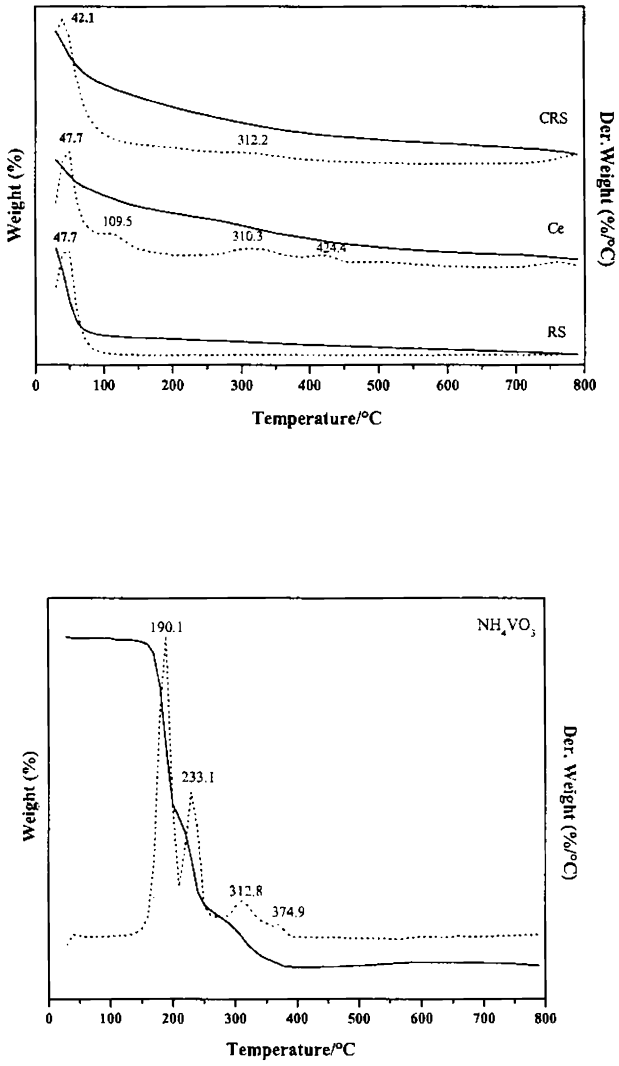 42.1
CRS
312.2
47.7
109.5
310.3
424.4
Ce
47.7
RS
Weight (%)
Der.Weight (%/°C)
0 100 200 300 400 500 600 700 800
Temperature/°C
190.1
NH₄VO₃
233.1
312.8
374.9
Weight (%)
Der. Weight (%/°C)
0 100 200 300 400 500 600 700 800
Temperature/°C